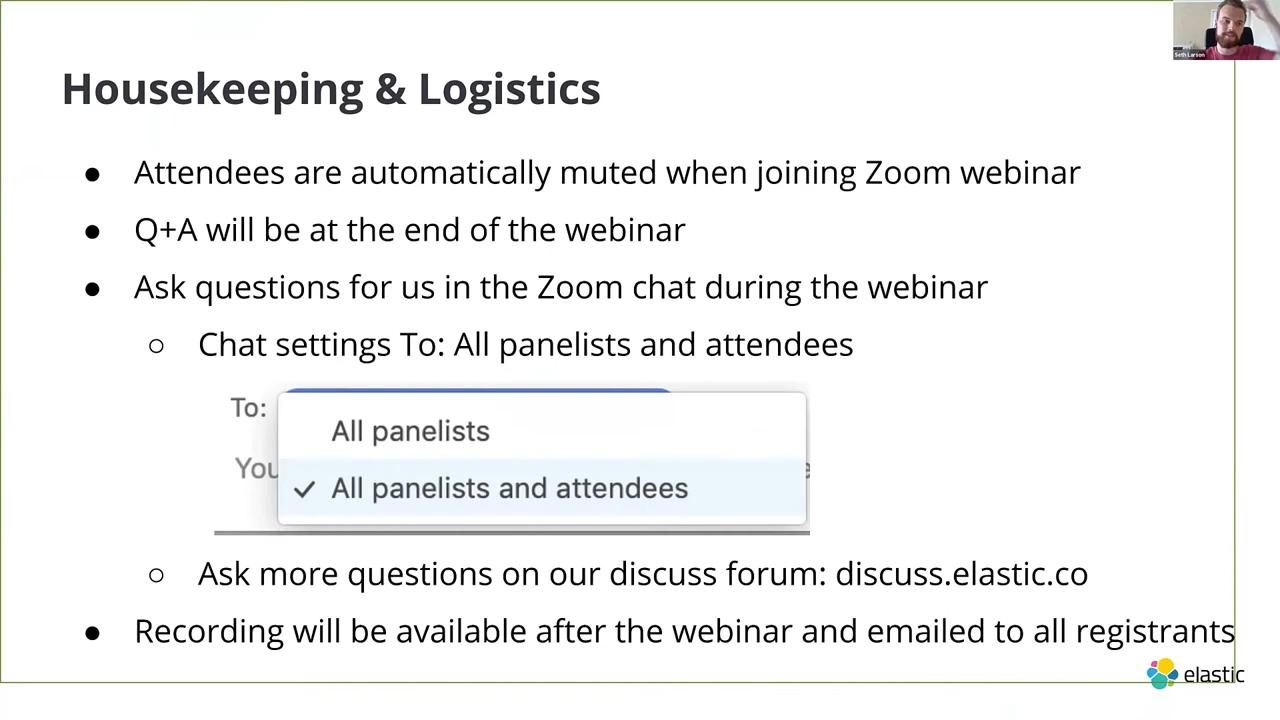 Seth Larson
Housekeeping & Logistics
● Attendees are automatically muted when joining Zoom webinar
● Q+A will be at the end of the webinar
● Ask questions for us in the Zoom chat during the webinar
○ Chat settings To: All panelists and attendees
To:
All panelists
You
✓ All panelists and attendees
○ Ask more questions on our discuss forum: discuss.elastic.co
● Recording will be available after the webinar and emailed to all registrants
elastic